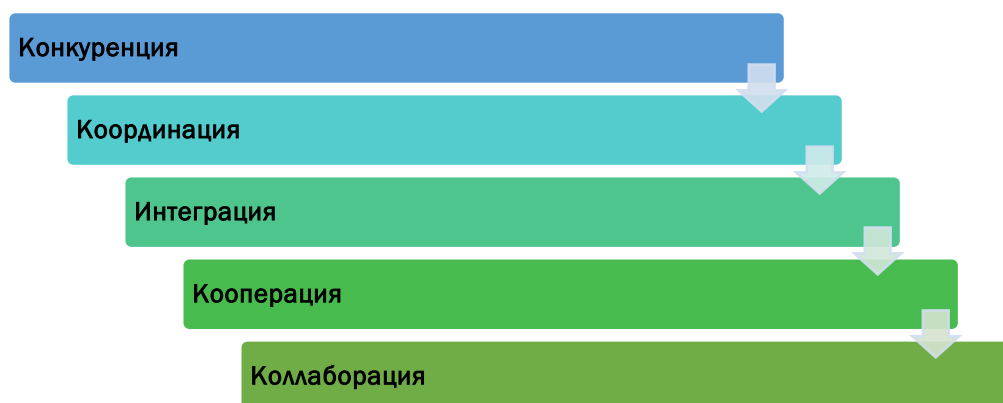 Конкуренция
Координация
Интеграция
Кооперация
Коллаборация